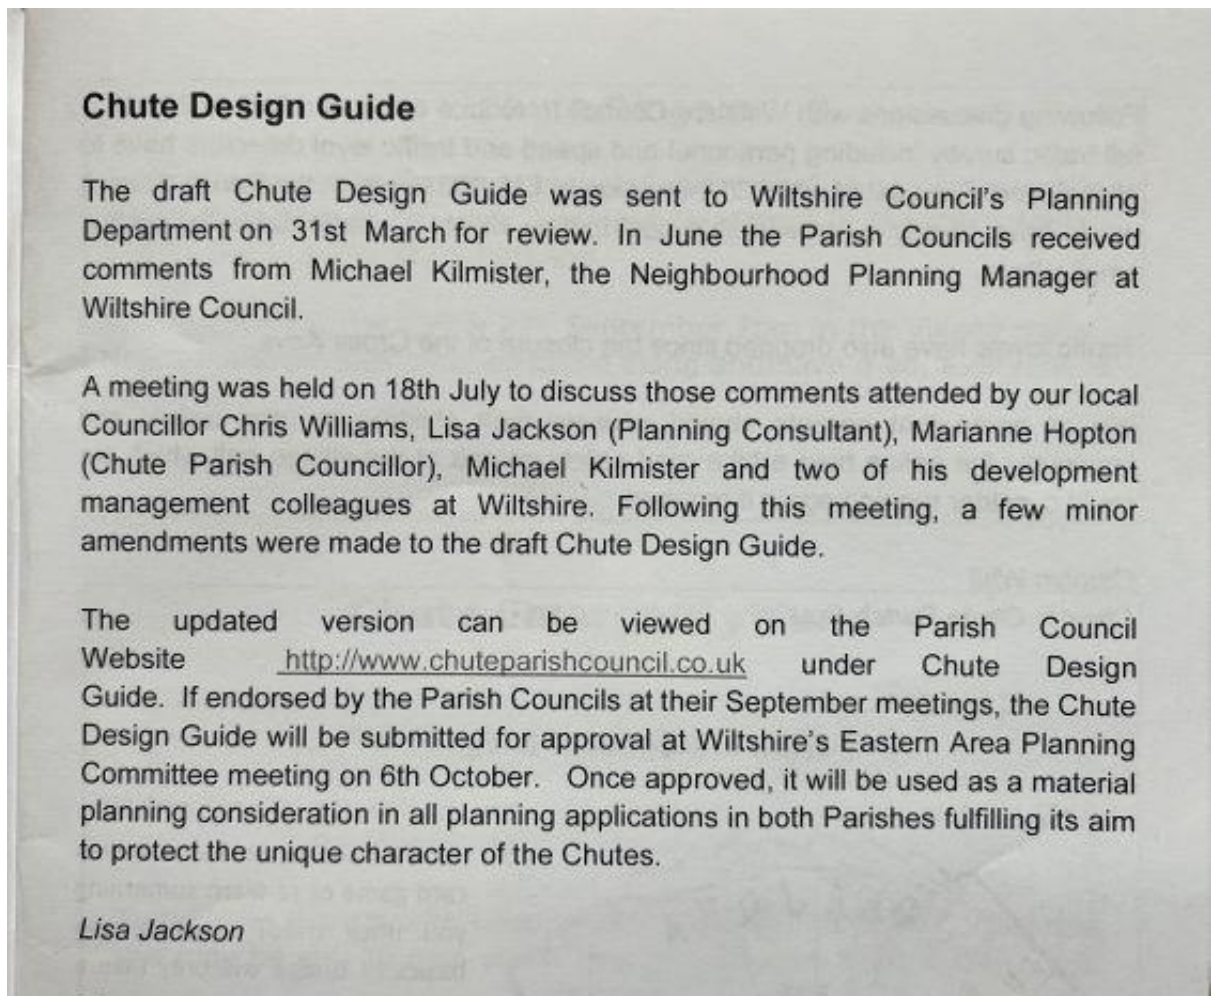 Chute Design Guide
The draft Chute Design Guide was sent to Wiltshire Council's Planning
Department on 31st March for review. In June the Parish Councils received
comments from Michael Kilmister, the Neighbourhood Planning Manager at
Wiltshire Council.
A meeting was held on 18th July to discuss those comments attended by our local
Councillor Chris Williams, Lisa Jackson (Planning Consultant), Marianne Hopton
(Chute Parish Councillor), Michael Kilmister and two of his development
management colleagues at Wiltshire. Following this meeting, a few minor
amendments were made to the draft Chute Design Guide.
The updated version can be viewed on the Parish Council
Website http://www.chuteparishcouncil.co.uk under Chute Design
Guide. If endorsed by the Parish Councils at their September meetings, the Chute
Design Guide will be submitted for approval at Wiltshire's Eastern Area Planning
Committee meeting on 6th October. Once approved, it will be used as a material
planning consideration in all planning applications in both Parishes fulfilling its aim
to protect the unique character of the Chutes.
Lisa Jackson